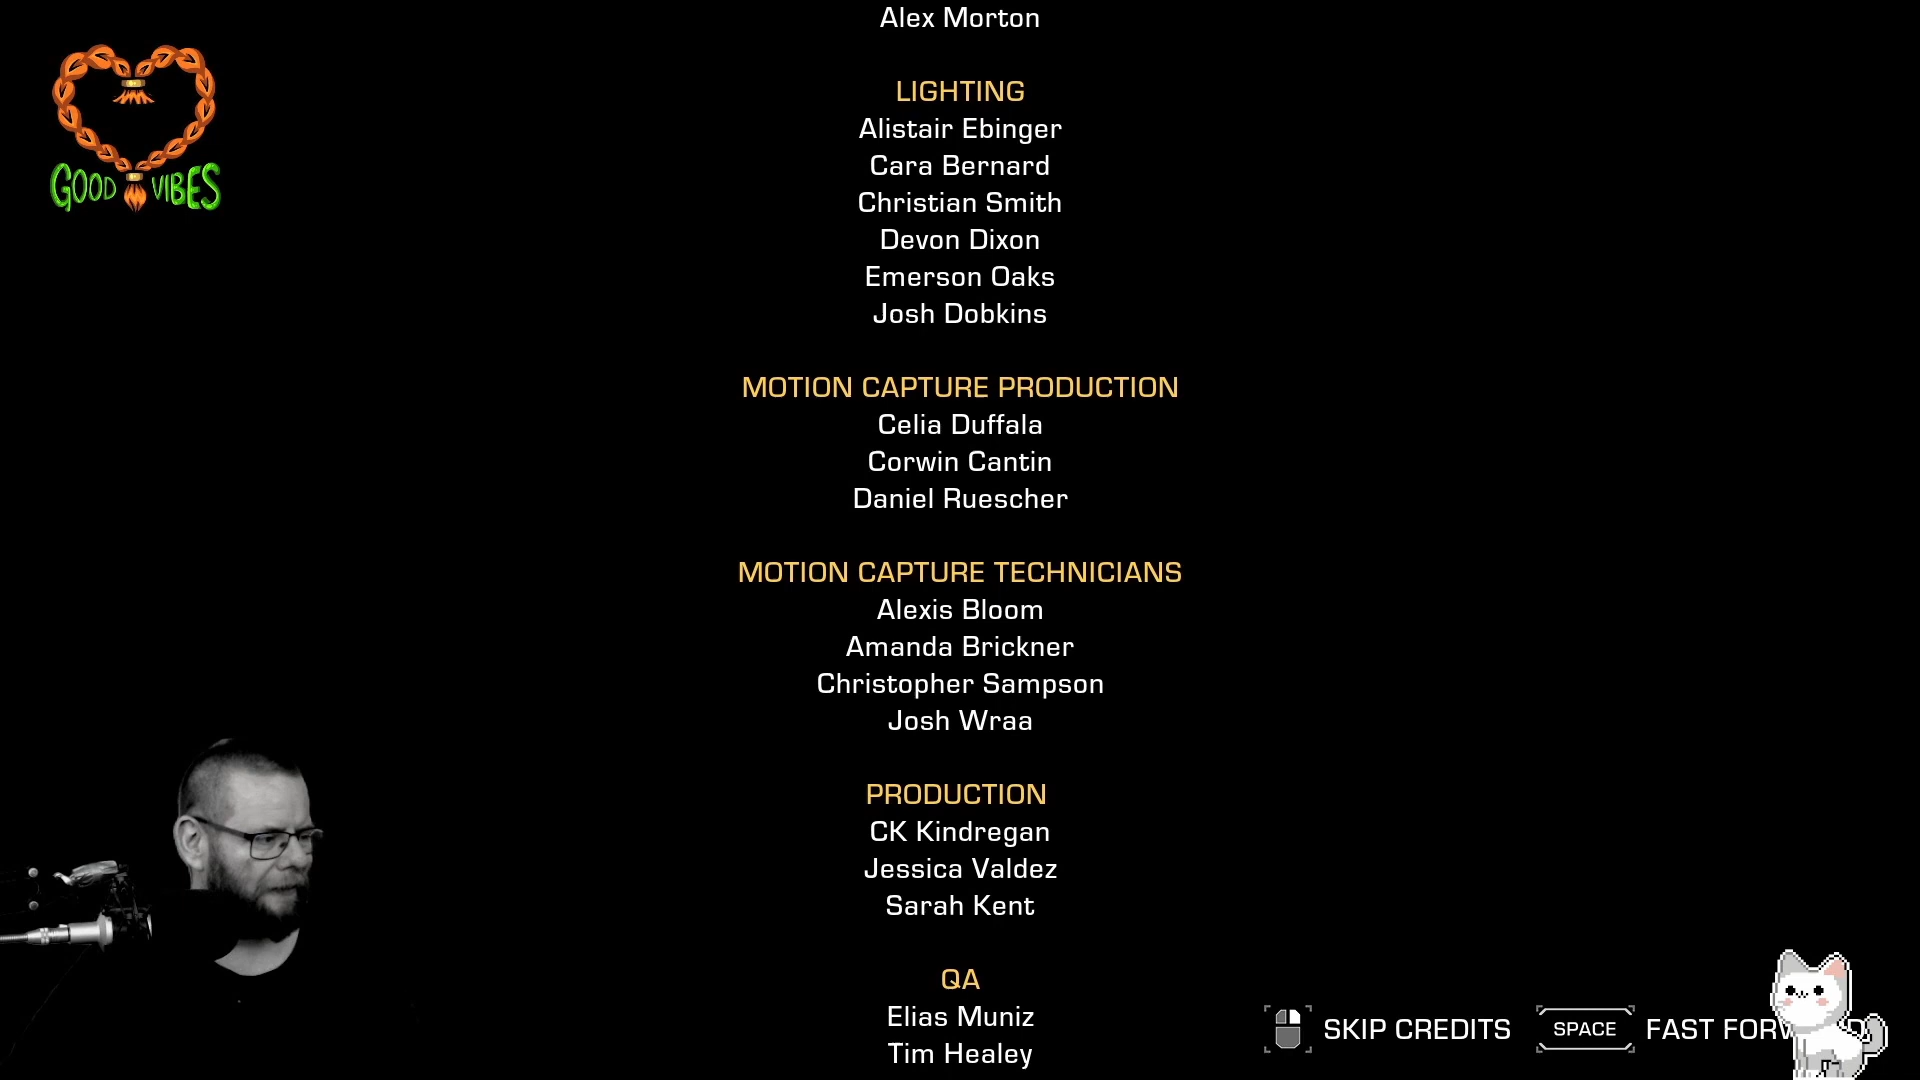 Alex Morton
GOOD VIBES
LIGHTING
Alistair Ebinger
Cara Bernard
Christian Smith
Devon Dixon
Emerson Oaks
Josh Dobkins
MOTION CAPTURE PRODUCTION
Celia Duffala
Corwin Cantin
Daniel Ruescher
MOTION CAPTURE TECHNICIANS
Alexis Bloom
Amanda Brickner
Christopher Sampson
Josh Wraa
PRODUCTION
CK Kindregan
Jessica Valdez
Sarah Kent
QA
Elias Muniz
Tim Healey
SKIP CREDITS SPACE FAST